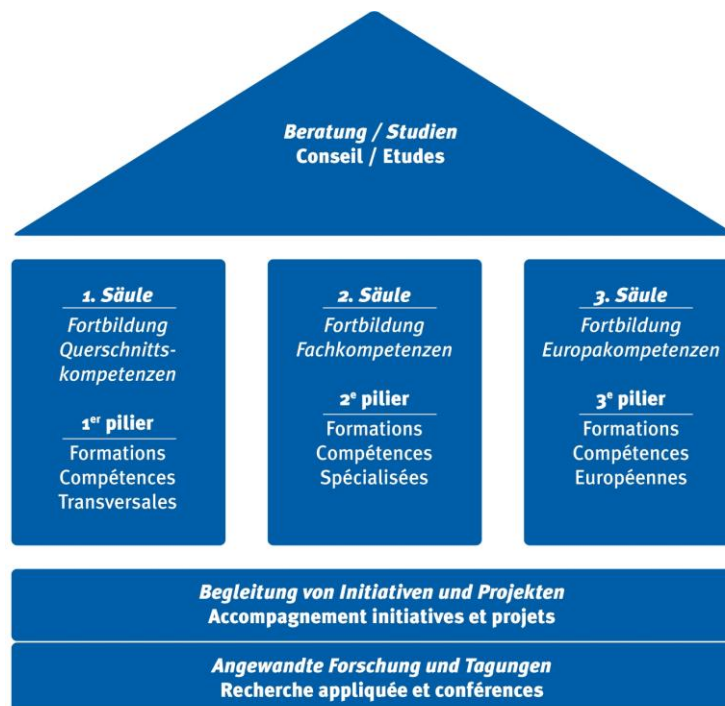 Beratung / Studien
Conseil / Etudes
1. Säule
Fortbildung
Querschnitts-
kompetenzen
1er pilier
Formations
Compétences
Transversales
2. Säule
Fortbildung
Fachkompetenzen
2e pilier
Formations
Compétences
Spécialisées
3. Säule
Fortbildung
Europakompetenzen
3e pilier
Formations
Compétences
Européennes
Begleitung von Initiativen und Projekten
Accompagnement initiatives et projets
Angewandte Forschung und Tagungen
Recherche appliquée et conférences